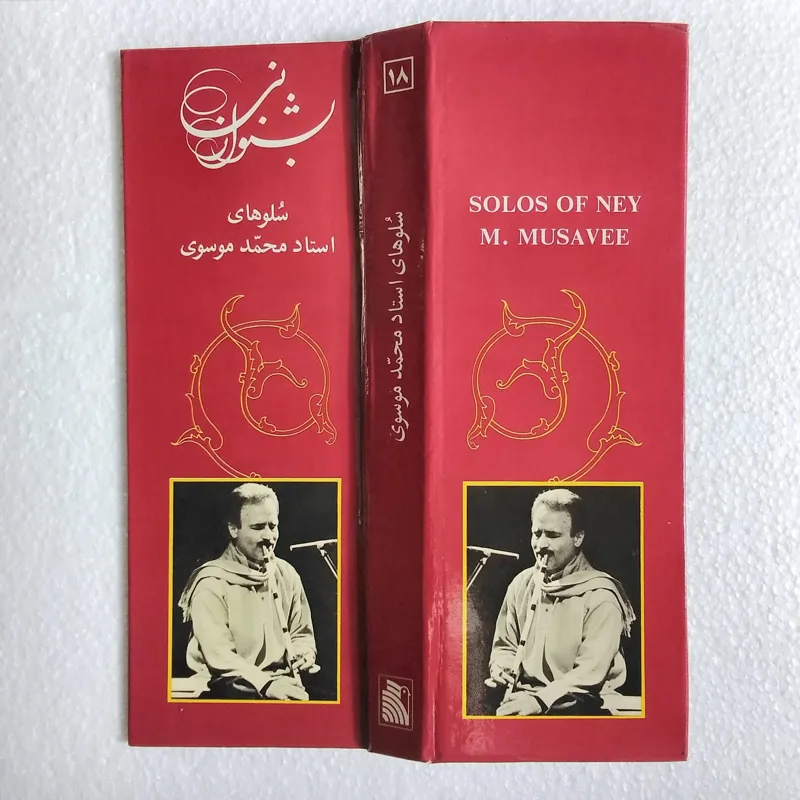 بشنو از نی
سُلوهای
استاد محمّد موسوی
۱۸
سُلوهای استاد محمّد موسوی
SOLOS OF NEY
M. MUSAVEE